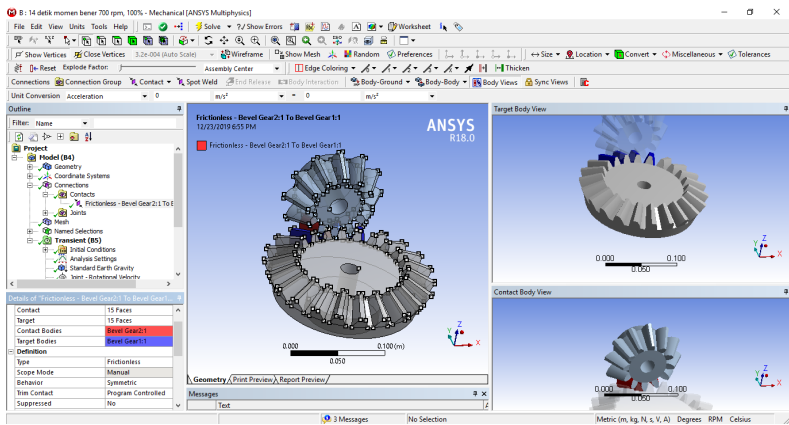 B : 14 detik momen bener 700 rpm, 100% - Mechanical [ANSYS Multiphysics]
File Edit View Units Tools Help Solve ?/ Show Errors Worksheet
Show Vertices Close Vertices 3.2e-004 (Auto Scale) Wireframe Show Mesh Random Preferences Size Location Convert Miscellaneous Tolerances
Reset Explode Factor: Assembly Center Edge Coloring Thicken
Connections Connection Group Contact Spot Weld End Release Body Interaction Body-Ground Body-Body Body Views Sync Views
Unit Conversion Acceleration 0 m/s² = 0 m/s²
Outline
Filter: Name
Project
Model (B4)
Geometry
Coordinate Systems
Connections
Contacts
Frictionless - Bevel Gear2:1 To B
Joints
Mesh
Named Selections
Transient (B5)
Initial Conditions
Analysis Settings
Standard Earth Gravity
Joint - Rotational Velocity
Details of "Frictionless - Bevel Gear2:1 To Bevel Gear1...
Contact 15 Faces
Target 15 Faces
Contact Bodies Bevel Gear2:1
Target Bodies Bevel Gear1:1
Definition
Type Frictionless
Scope Mode Manual
Behavior Symmetric
Trim Contact Program Controlled
Suppressed No
Frictionless - Bevel Gear2:1 To Bevel Gear1:1
12/23/2019 6:55 PM
Frictionless - Bevel Gear2:1 To Bevel Gear1:1
ANSYS
R18.0
0.000 0.100 (m)
0.050
Z
Y
X
Geometry Print Preview Report Preview
Messages
Text
Target Body View
0.000 0.100
0.050
Z
Y
X
Contact Body View
0.000 0.100
0.050
Z
Y
X
3 Messages No Selection Metric (m, kg, N, s, V, A) Degrees RPM Celsius